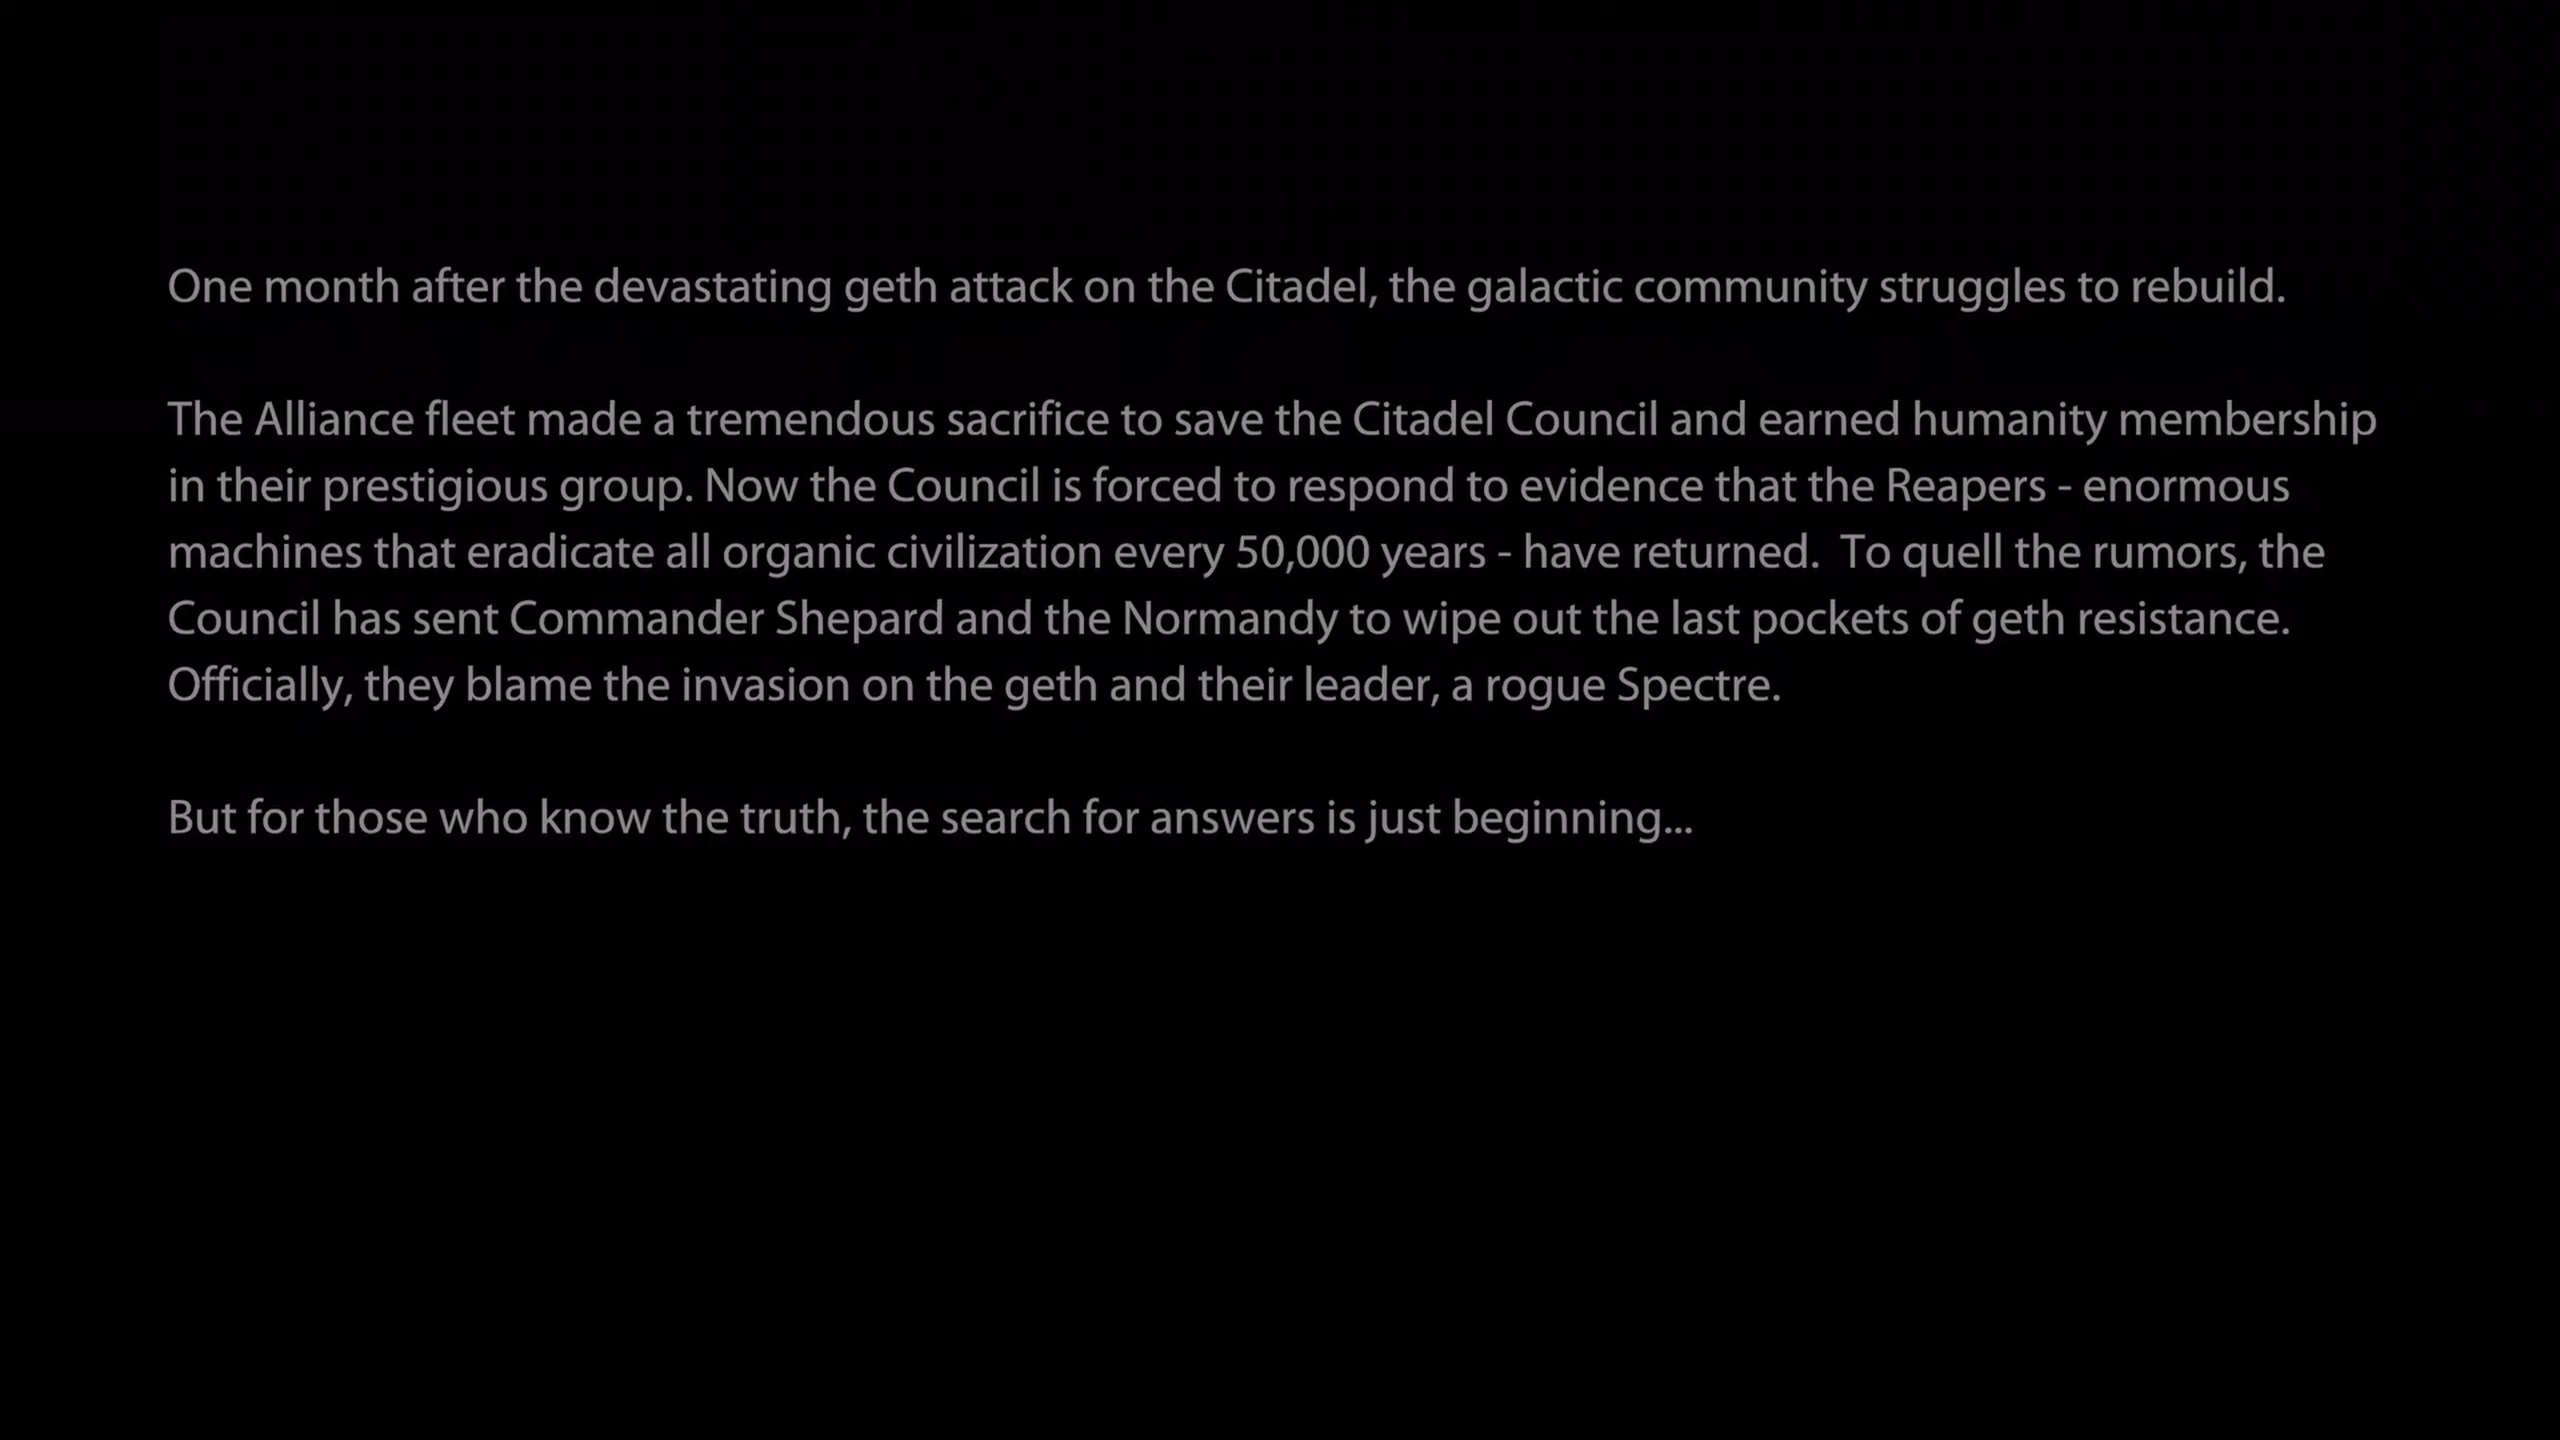 One month after the devastating geth attack on the Citadel, the galactic community struggles to rebuild.
The Alliance fleet made a tremendous sacrifice to save the Citadel Council and earned humanity membership
in their prestigious group. Now the Council is forced to respond to evidence that the Reapers - enormous
machines that eradicate all organic civilization every 50,000 years - have returned.  To quell the rumors, the
Council has sent Commander Shepard and the Normandy to wipe out the last pockets of geth resistance.
Officially, they blame the invasion on the geth and their leader, a rogue Spectre.
But for those who know the truth, the search for answers is just beginning...